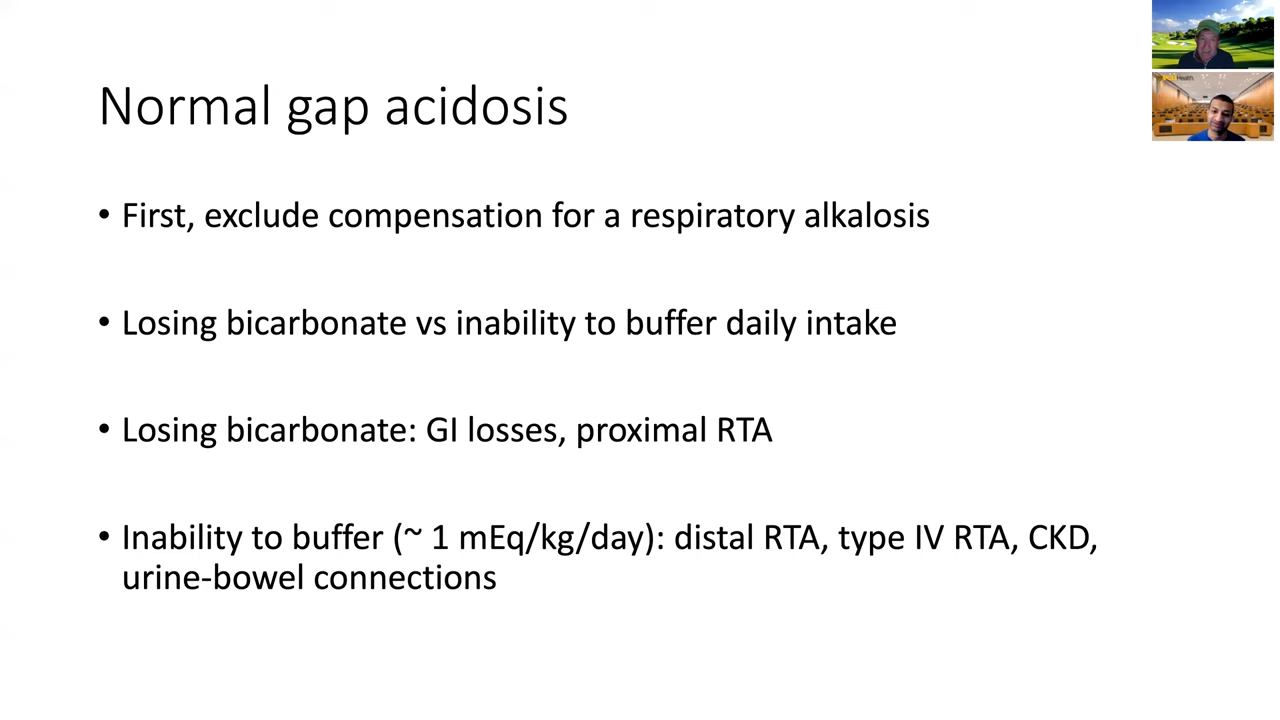 Normal gap acidosis
• First, exclude compensation for a respiratory alkalosis
• Losing bicarbonate vs inability to buffer daily intake
• Losing bicarbonate: GI losses, proximal RTA
• Inability to buffer (~ 1 mEq/kg/day): distal RTA, type IV RTA, CKD,
urine-bowel connections
Health